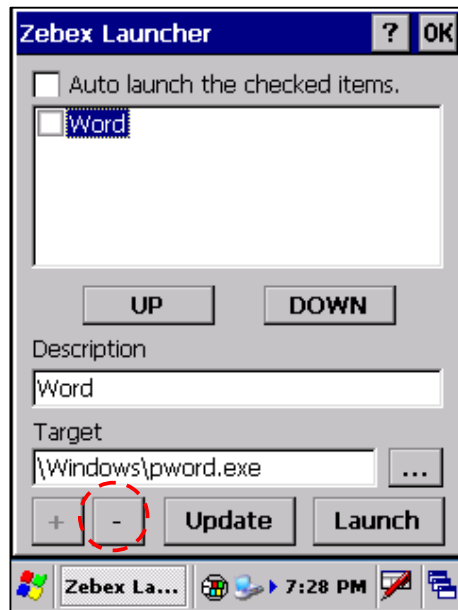 Zebex Launcher ? OK
Auto launch the checked items.
Word
UP DOWN
Description
Word
Target
\Windows\pword.exe ...
+ - Update Launch
Zebex La... 7:28 PM